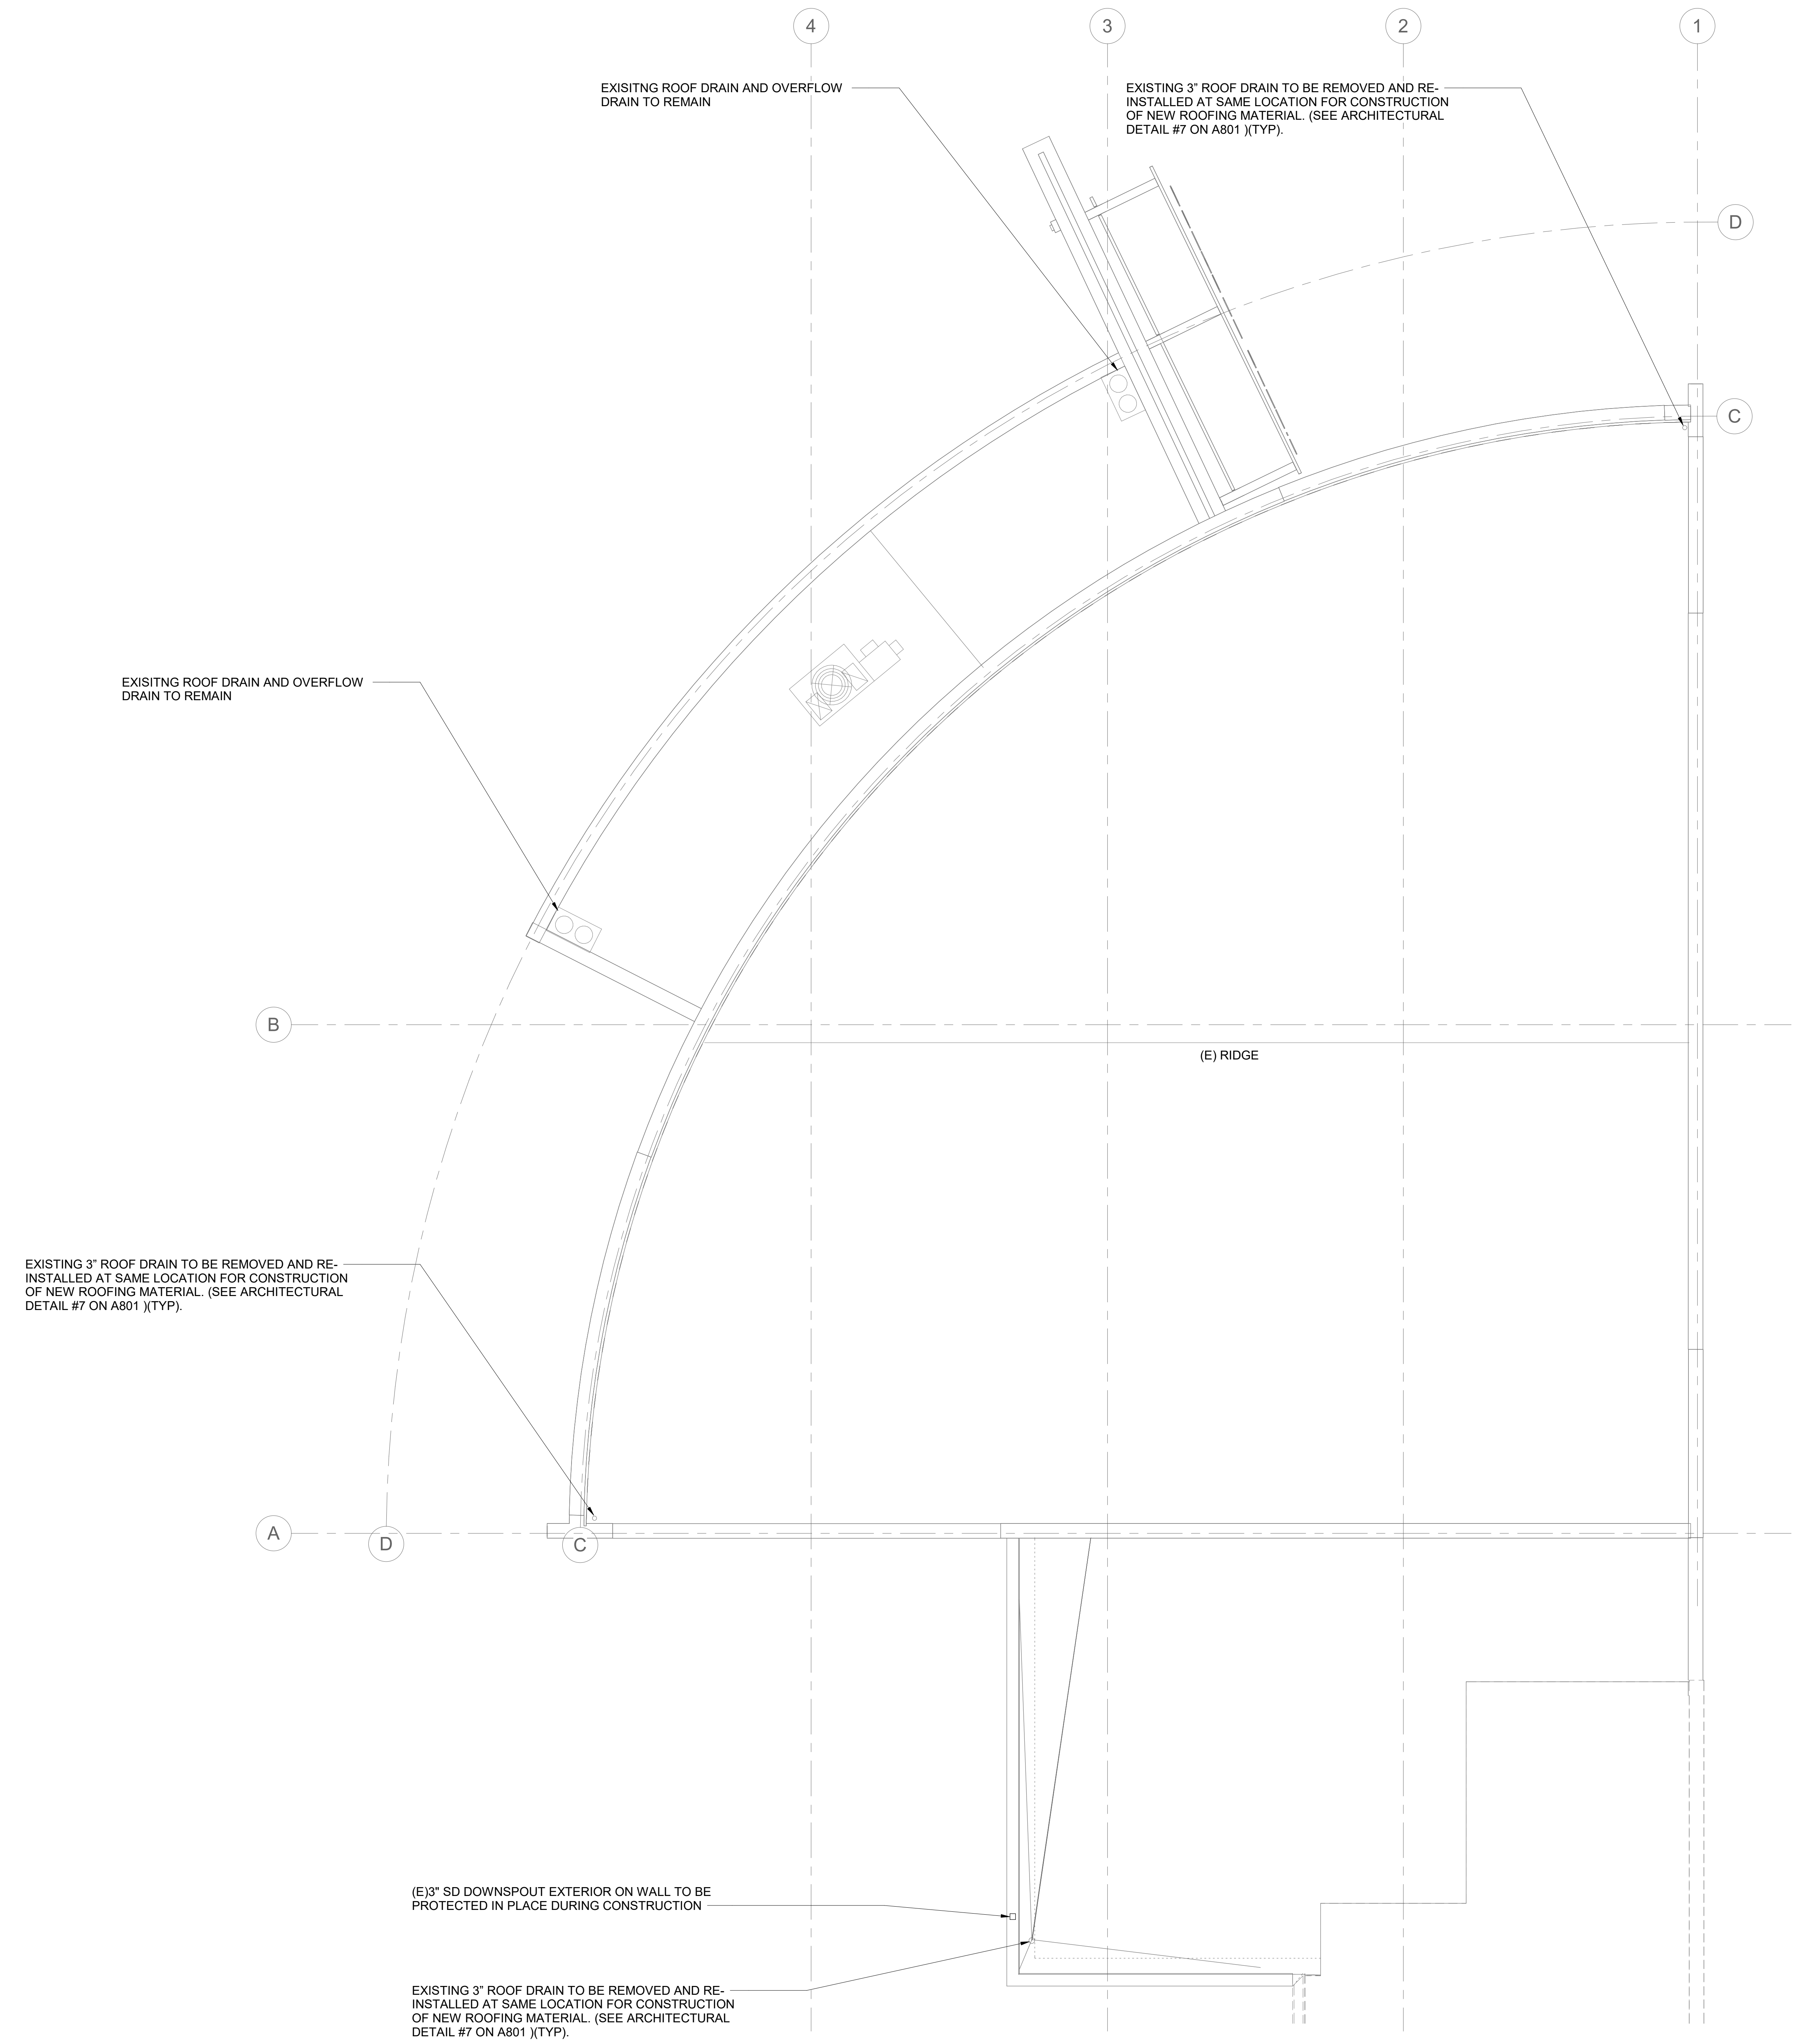 4
3
2
1
EXISITNG ROOF DRAIN AND OVERFLOW
DRAIN TO REMAIN
EXISTING 3" ROOF DRAIN TO BE REMOVED AND RE-
INSTALLED AT SAME LOCATION FOR CONSTRUCTION
OF NEW ROOFING MATERIAL. (SEE ARCHITECTURAL
DETAIL #7 ON A801 )(TYP).
D
C
EXISITNG ROOF DRAIN AND OVERFLOW
DRAIN TO REMAIN
B
(E) RIDGE
EXISTING 3" ROOF DRAIN TO BE REMOVED AND RE-
INSTALLED AT SAME LOCATION FOR CONSTRUCTION
OF NEW ROOFING MATERIAL. (SEE ARCHITECTURAL
DETAIL #7 ON A801 )(TYP).
A
D
C
(E)3" SD DOWNSPOUT EXTERIOR ON WALL TO BE
PROTECTED IN PLACE DURING CONSTRUCTION
EXISTING 3" ROOF DRAIN TO BE REMOVED AND RE-
INSTALLED AT SAME LOCATION FOR CONSTRUCTION
OF NEW ROOFING MATERIAL. (SEE ARCHITECTURAL
DETAIL #7 ON A801 )(TYP).